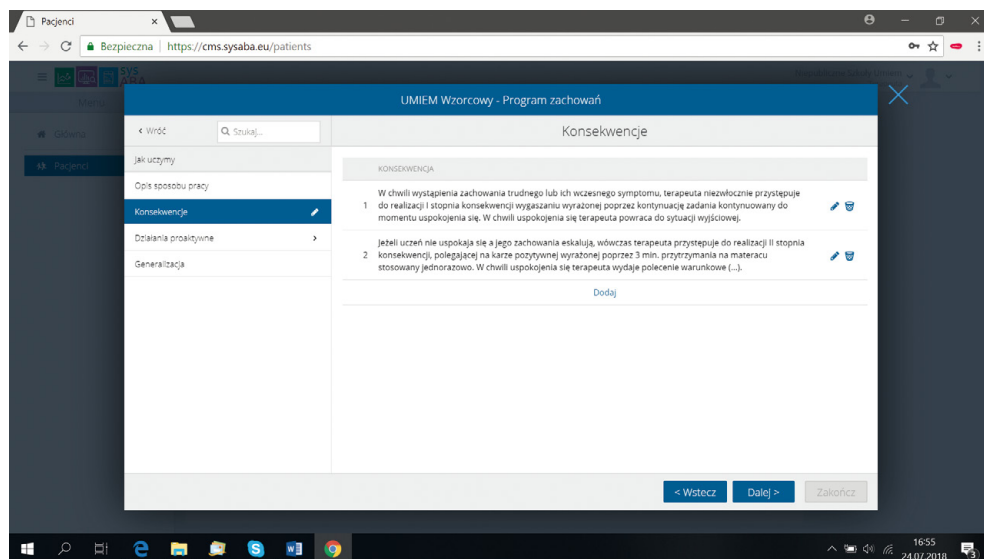 Pacjenci
Bezpieczna | https://cms.sysaba.eu/patients
SYS
ABA
Menu
UMIEM Wzorcowy - Program zachowań
Główna
Pacjenci
Wróć
Szukaj...
Konsekwencje
Jak uczymy
Opis sposobu pracy
Konsekwencje
Działania proaktywne
Generalizacja
KONSEKWENCJA
1 W chwili wystąpienia zachowania trudnego lub ich wczesnego symptomu, terapeuta niezwłocznie przystępuje
do realizacji I stopnia konsekwencji wygaszaniu wyrażonej poprzez kontynuację zadania kontynuowany do
momentu uspokojenia się. W chwili uspokojenia się terapeuta powraca do sytuacji wyjściowej.
2 Jeżeli uczeń nie uspokaja się a jego zachowania eskalują, wówczas terapeuta przystępuje do realizacji II stopnia
konsekwencji, polegającej na karze pozytywnej wyrażonej poprzez 3 min. przytrzymania na materacu
stosowany jednorazowo. W chwili uspokojenia się terapeuta wydaje polecenie warunkowe (...).
Dodaj
< Wstecz
Dalej >
Zakończ
16:55
24.07.2018